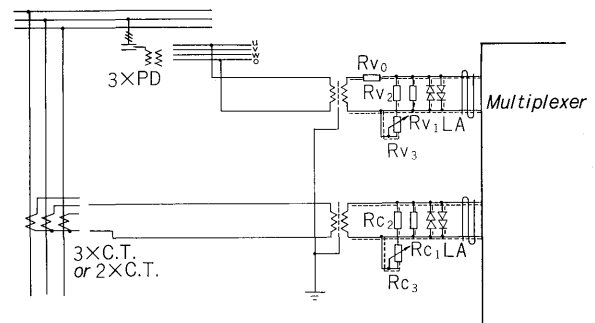 u
v
w
o
3×PD
Rv₀
Rv₂
Rv₁ LA
Rv₃
Multiplexer
3×C.T.
or 2×C.T.
Rc₂
Rc₁ LA
Rc₃